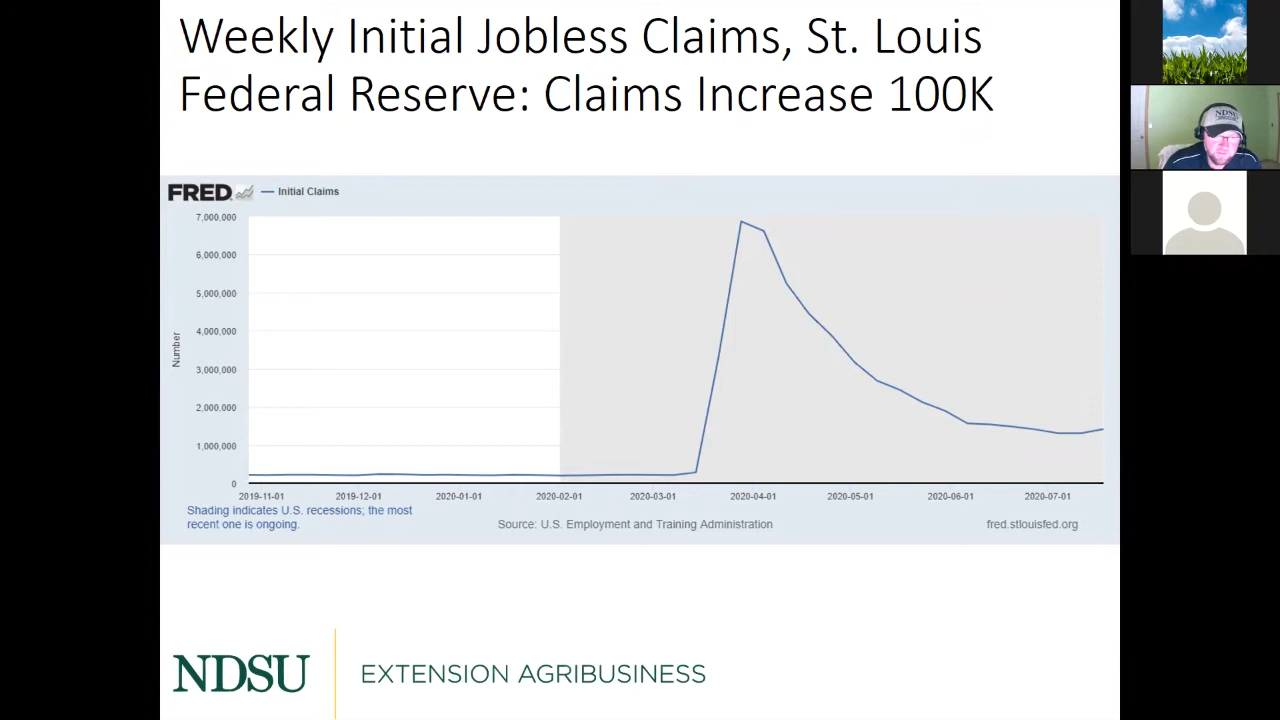 Weekly Initial Jobless Claims, St. Louis
Federal Reserve: Claims Increase 100K
FRED
Initial Claims
7,000,000
6,000,000
5,000,000
4,000,000
3,000,000
2,000,000
1,000,000
0
Number
2019-11-01 2019-12-01 2020-01-01 2020-02-01 2020-03-01 2020-04-01 2020-05-01 2020-06-01 2020-07-01
Shading indicates U.S. recessions; the most
recent one is ongoing.
Source: U.S. Employment and Training Administration
fred.stlouisfed.org
NDSU
EXTENSION AGRIBUSINESS
NDSU